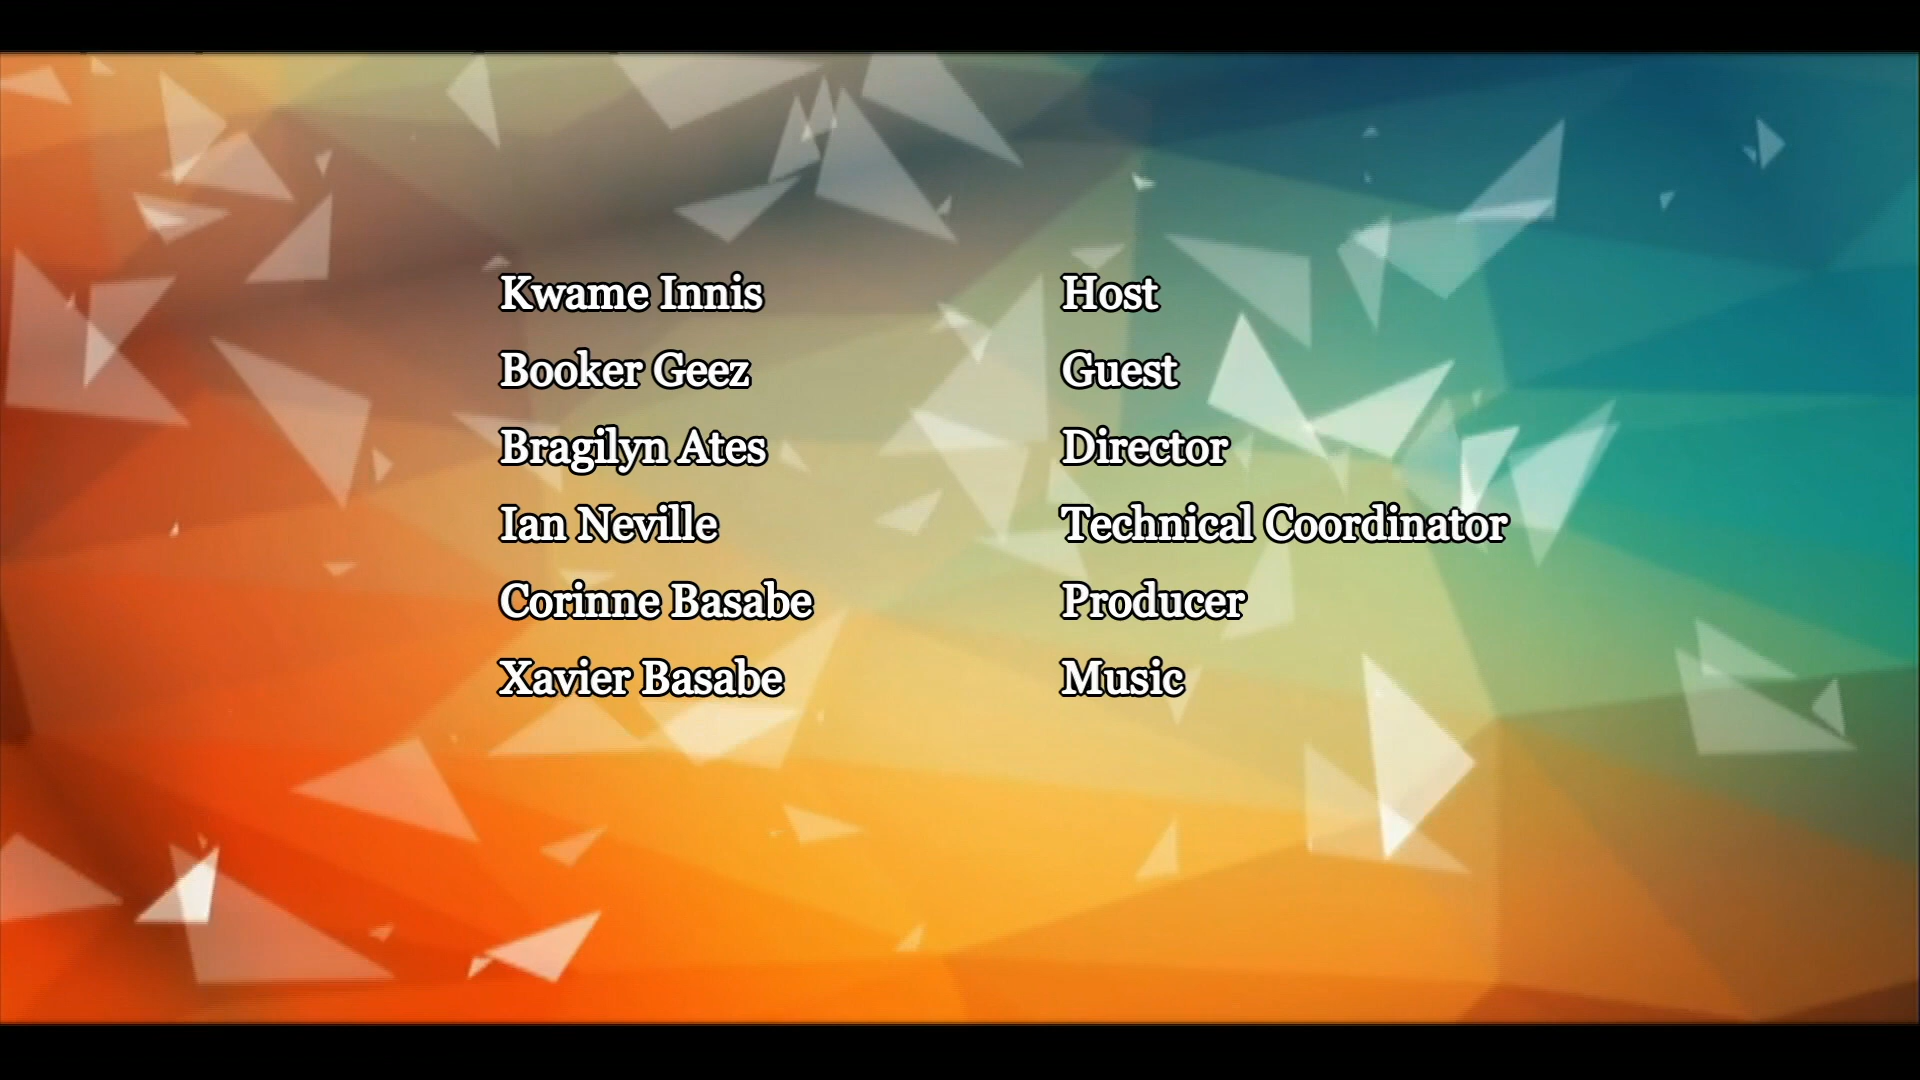 Kwame Innis Host
Booker Geez Guest
Bragilyn Ates Director
Ian Neville Technical Coordinator
Corinne Basabe Producer
Xavier Basabe Music